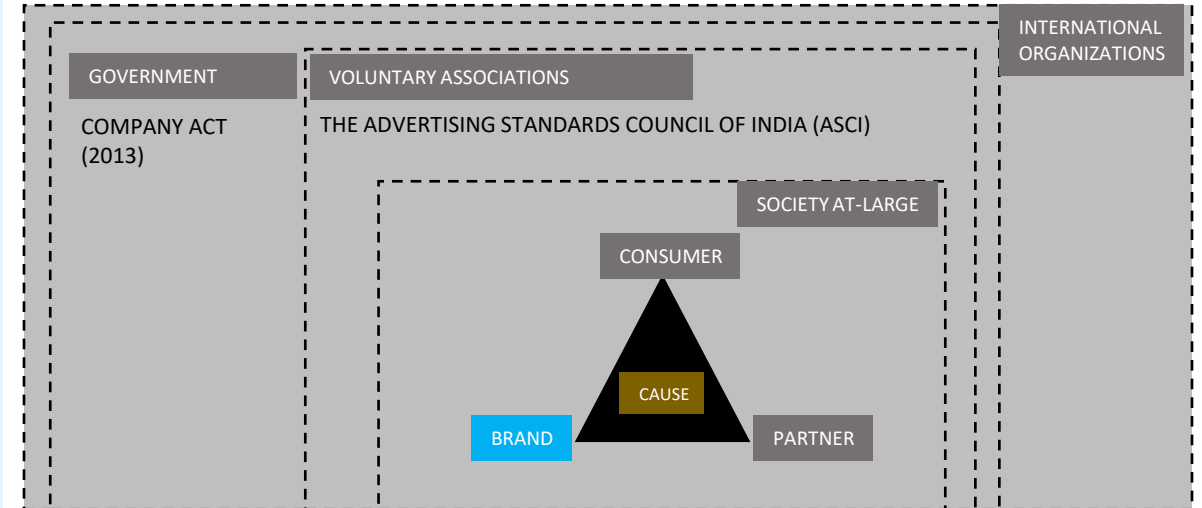 INTERNATIONAL
ORGANIZATIONS
GOVERNMENT
VOLUNTARY ASSOCIATIONS
COMPANY ACT
(2013)
THE ADVERTISING STANDARDS COUNCIL OF INDIA (ASCI)
SOCIETY AT-LARGE
CONSUMER
CAUSE
BRAND
PARTNER